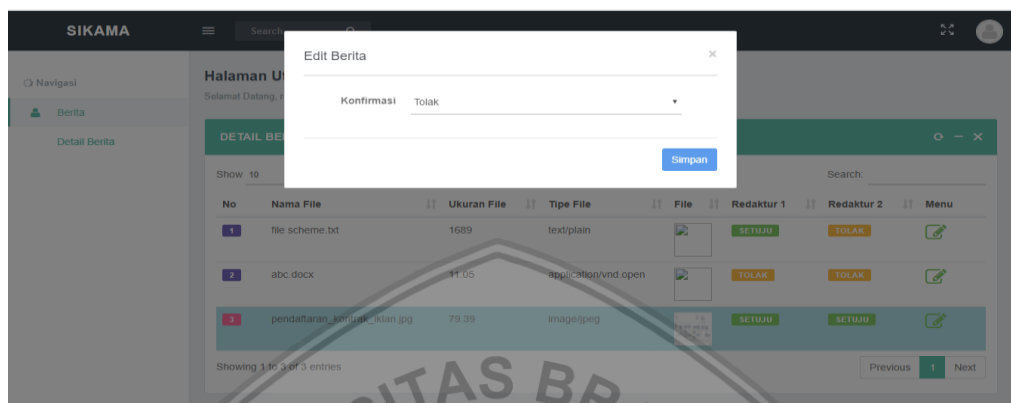 SIKAMA
Search
Edit Berita ×
Navigasi
Halaman Ut
Konfirmasi Tolak
Selamat Datang, r
Berita
Detail Berita
DETAIL BE
Simpan
Show 10
Search:
No Nama File Ukuran File Tipe File File Redaktur 1 Redaktur 2 Menu
1 file scheme.txt 1689 text/plain SETUJU TOLAK
2 abc.docx 11.05 application/vnd.open TOLAK TOLAK
3 pendaftaran_kontrak_iklan.jpg 79.39 image/jpeg SETUJU SETUJU
Showing 1 to 3 of 3 entries
Previous 1 Next
ITAS BR